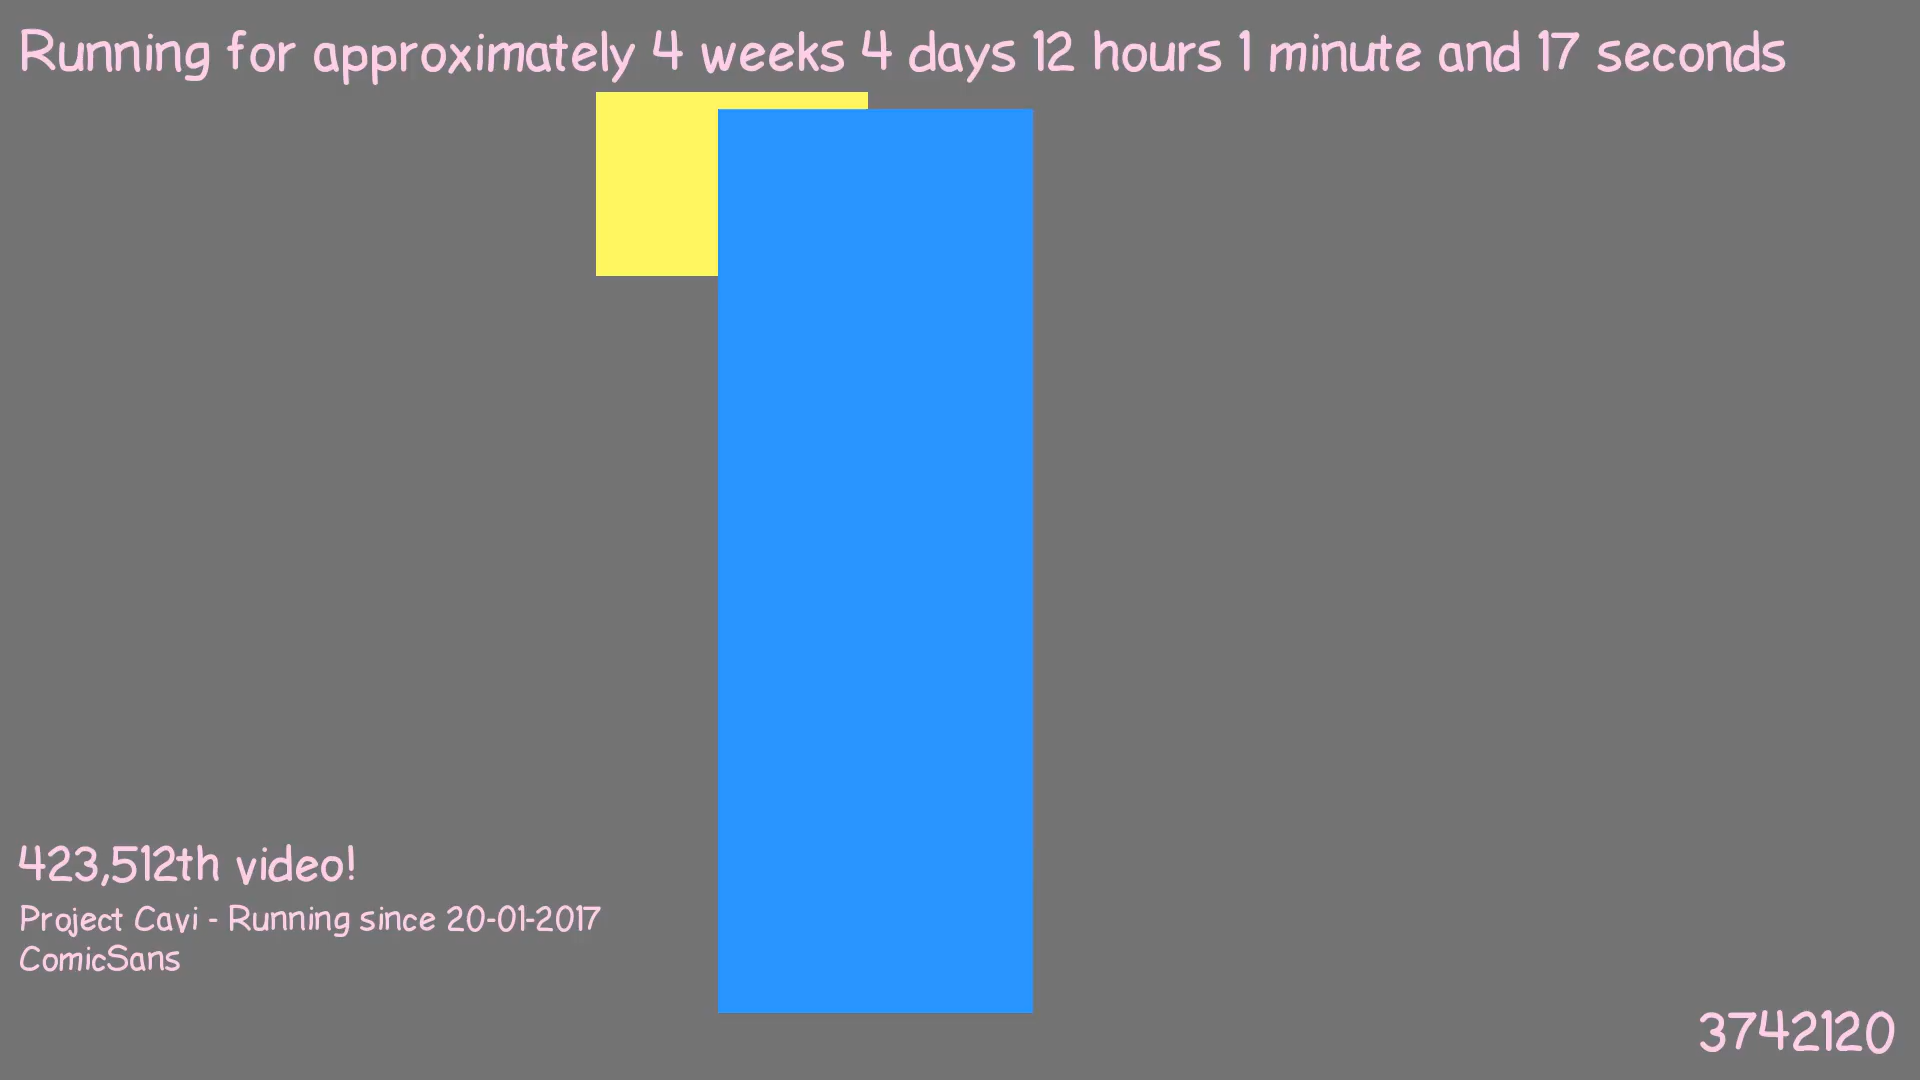 Running for approximately 4 weeks 4 days 12 hours 1 minute and 17 seconds
423,512th video!
Project Cavi - Running since 20-01-2017
ComicSans
3742120